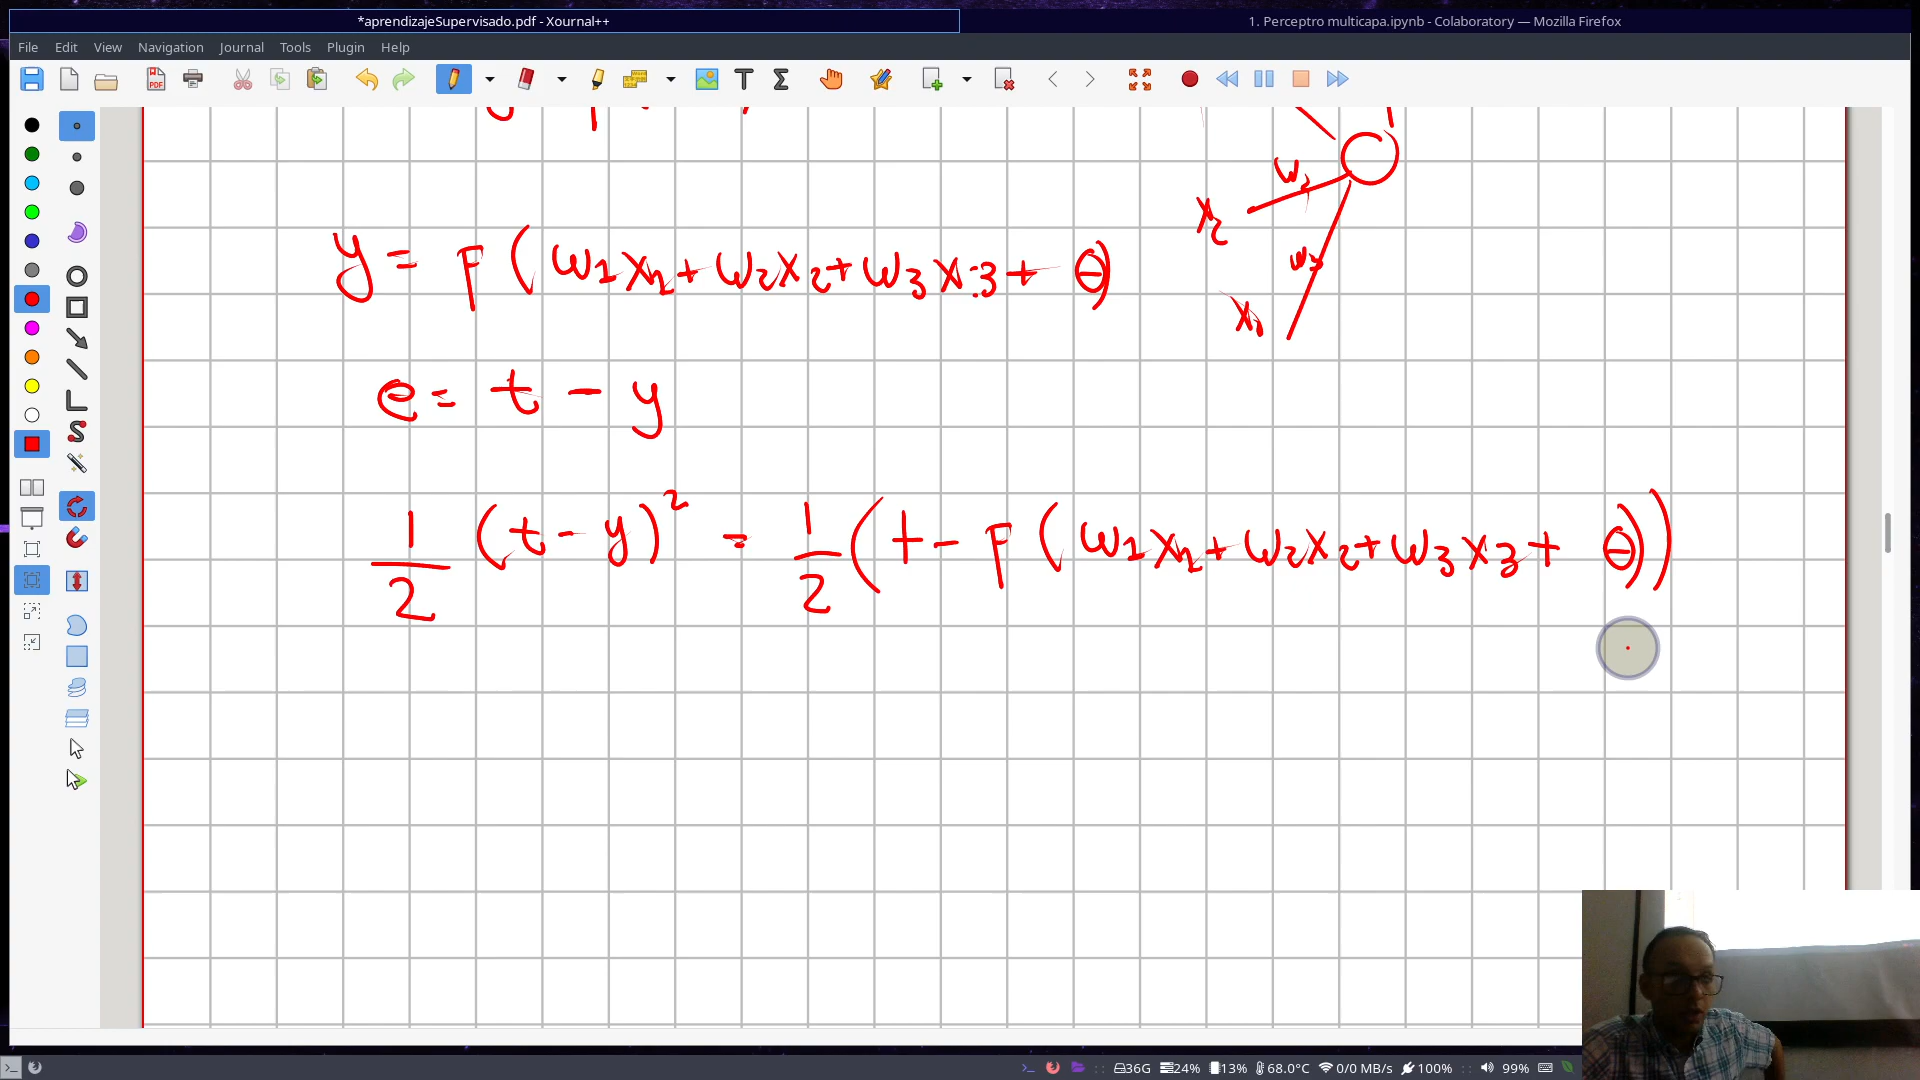 *aprendizajeSupervisado.pdf - Xournal++
1. Perceptro multicapa.ipynb - Colaboratory — Mozilla Firefox
File Edit View Navigation Journal Tools Plugin Help
PDF
w2
x2
y = F (w1x1 + w2x2 + w3x3 + θ)
w3
e = t - y
1/2 (t - y)² = 1/2 (t - F (w1x1 + w2x2 + w3x3 + θ))
36G 24% 13% 68.0°C 0/0 MB/s 100% 99%